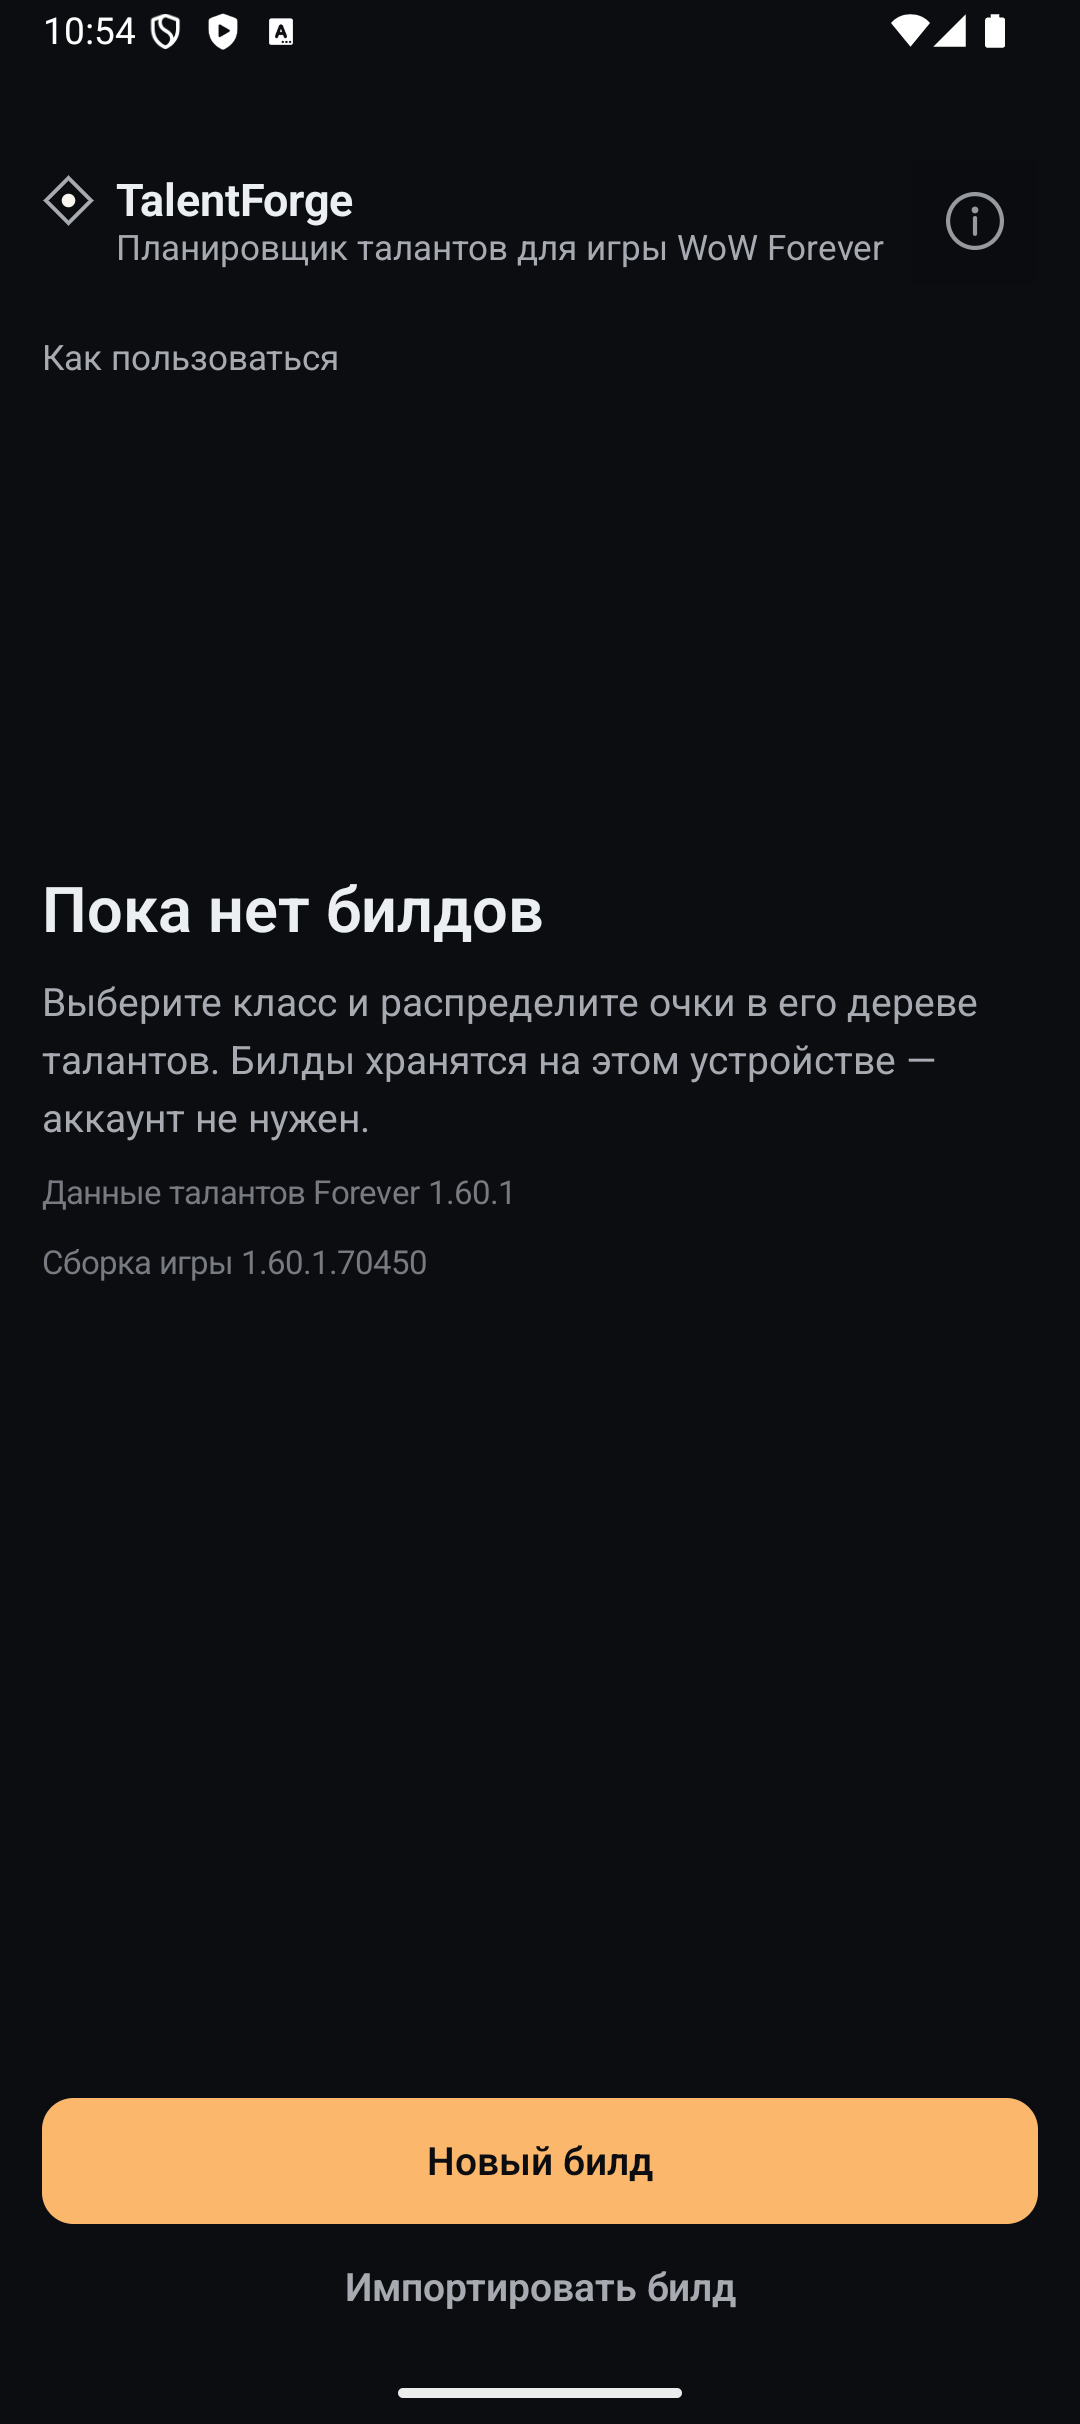 10:54
TalentForge
Планировщик талантов для игры WoW Forever
Как пользоваться
Пока нет билдов
Выберите класс и распределите очки в его дереве
талантов. Билды хранятся на этом устройстве —
аккаунт не нужен.
Данные талантов Forever 1.60.1
Сборка игры 1.60.1.70450
Новый билд
Импортировать билд